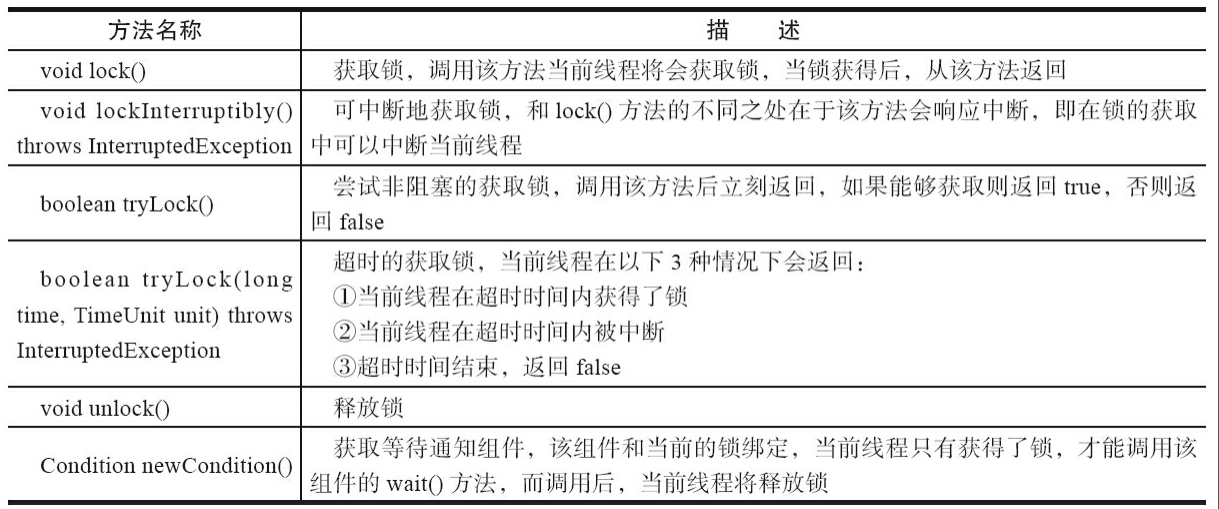 方法名称 描 述
void lock() 获取锁，调用该方法当前线程将会获取锁，当锁获得后，从该方法返回
void lockInterruptibly() throws InterruptedException
可中断地获取锁，和 lock() 方法的不同之处在于该方法会响应中断，即在锁的获取
中可以中断当前线程
boolean tryLock()
尝试非阻塞的获取锁，调用该方法后立刻返回，如果能够获取则返回 true，否则返
回 false
boolean tryLock(long
time, TimeUnit unit) throws
InterruptedException
超时的获取锁，当前线程在以下 3 种情况下会返回：
①当前线程在超时时间内获得了锁
②当前线程在超时时间内被中断
③超时时间结束，返回 false
void unlock() 释放锁
Condition newCondition()
获取等待通知组件，该组件和当前的锁绑定，当前线程只有获得了锁，才能调用该
组件的 wait() 方法，而调用后，当前线程将释放锁